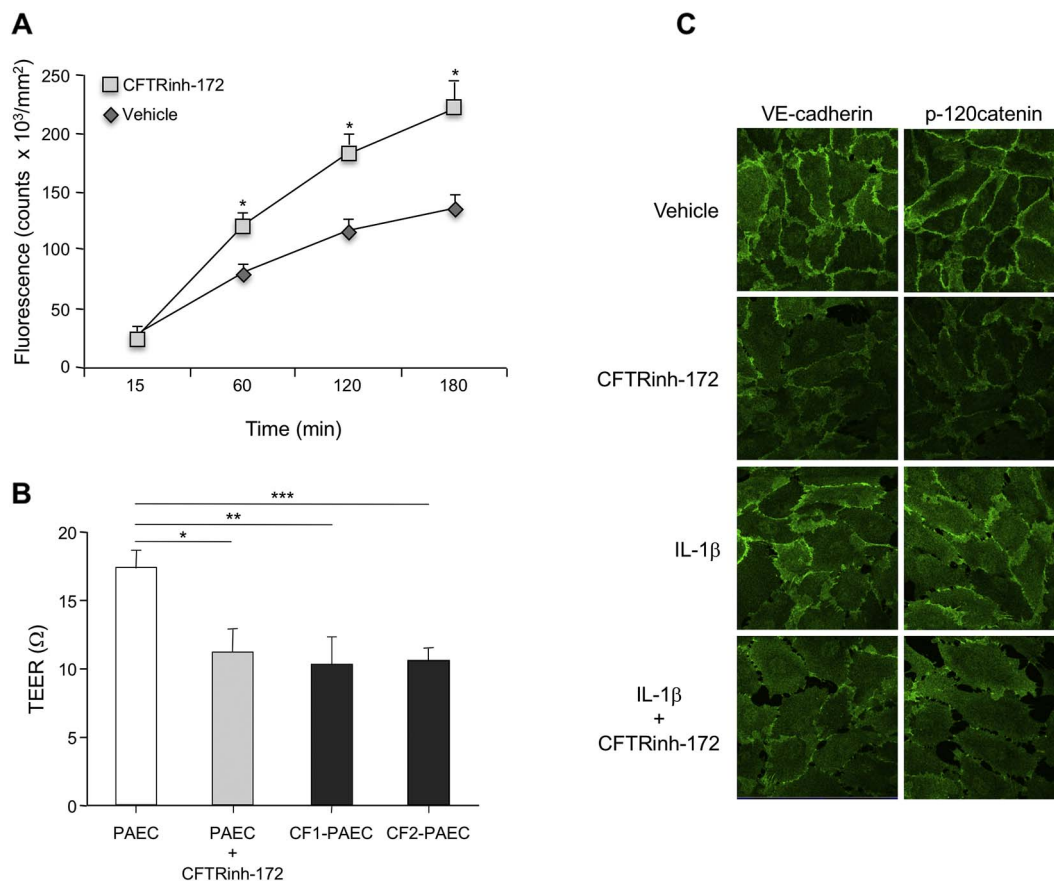 A
CFTRinh-172
Vehicle
Fluorescence (counts x 10³/mm²)
250
200
150
100
50
0
*
*
*
15
60
120
180
Time (min)
B
***
**
*
TEER (Ω)
20
15
10
5
0
PAEC
PAEC
+
CFTRinh-172
CF1-PAEC
CF2-PAEC
C
VE-cadherin
p-120catenin
Vehicle
CFTRinh-172
IL-1β
IL-1β
+
CFTRinh-172